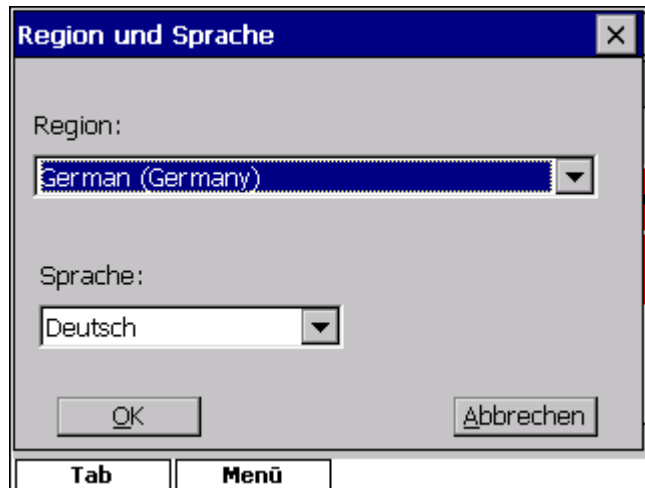 Region und Sprache
Region:
German (Germany)
Sprache:
Deutsch
OK Abbrechen
Tab Menü